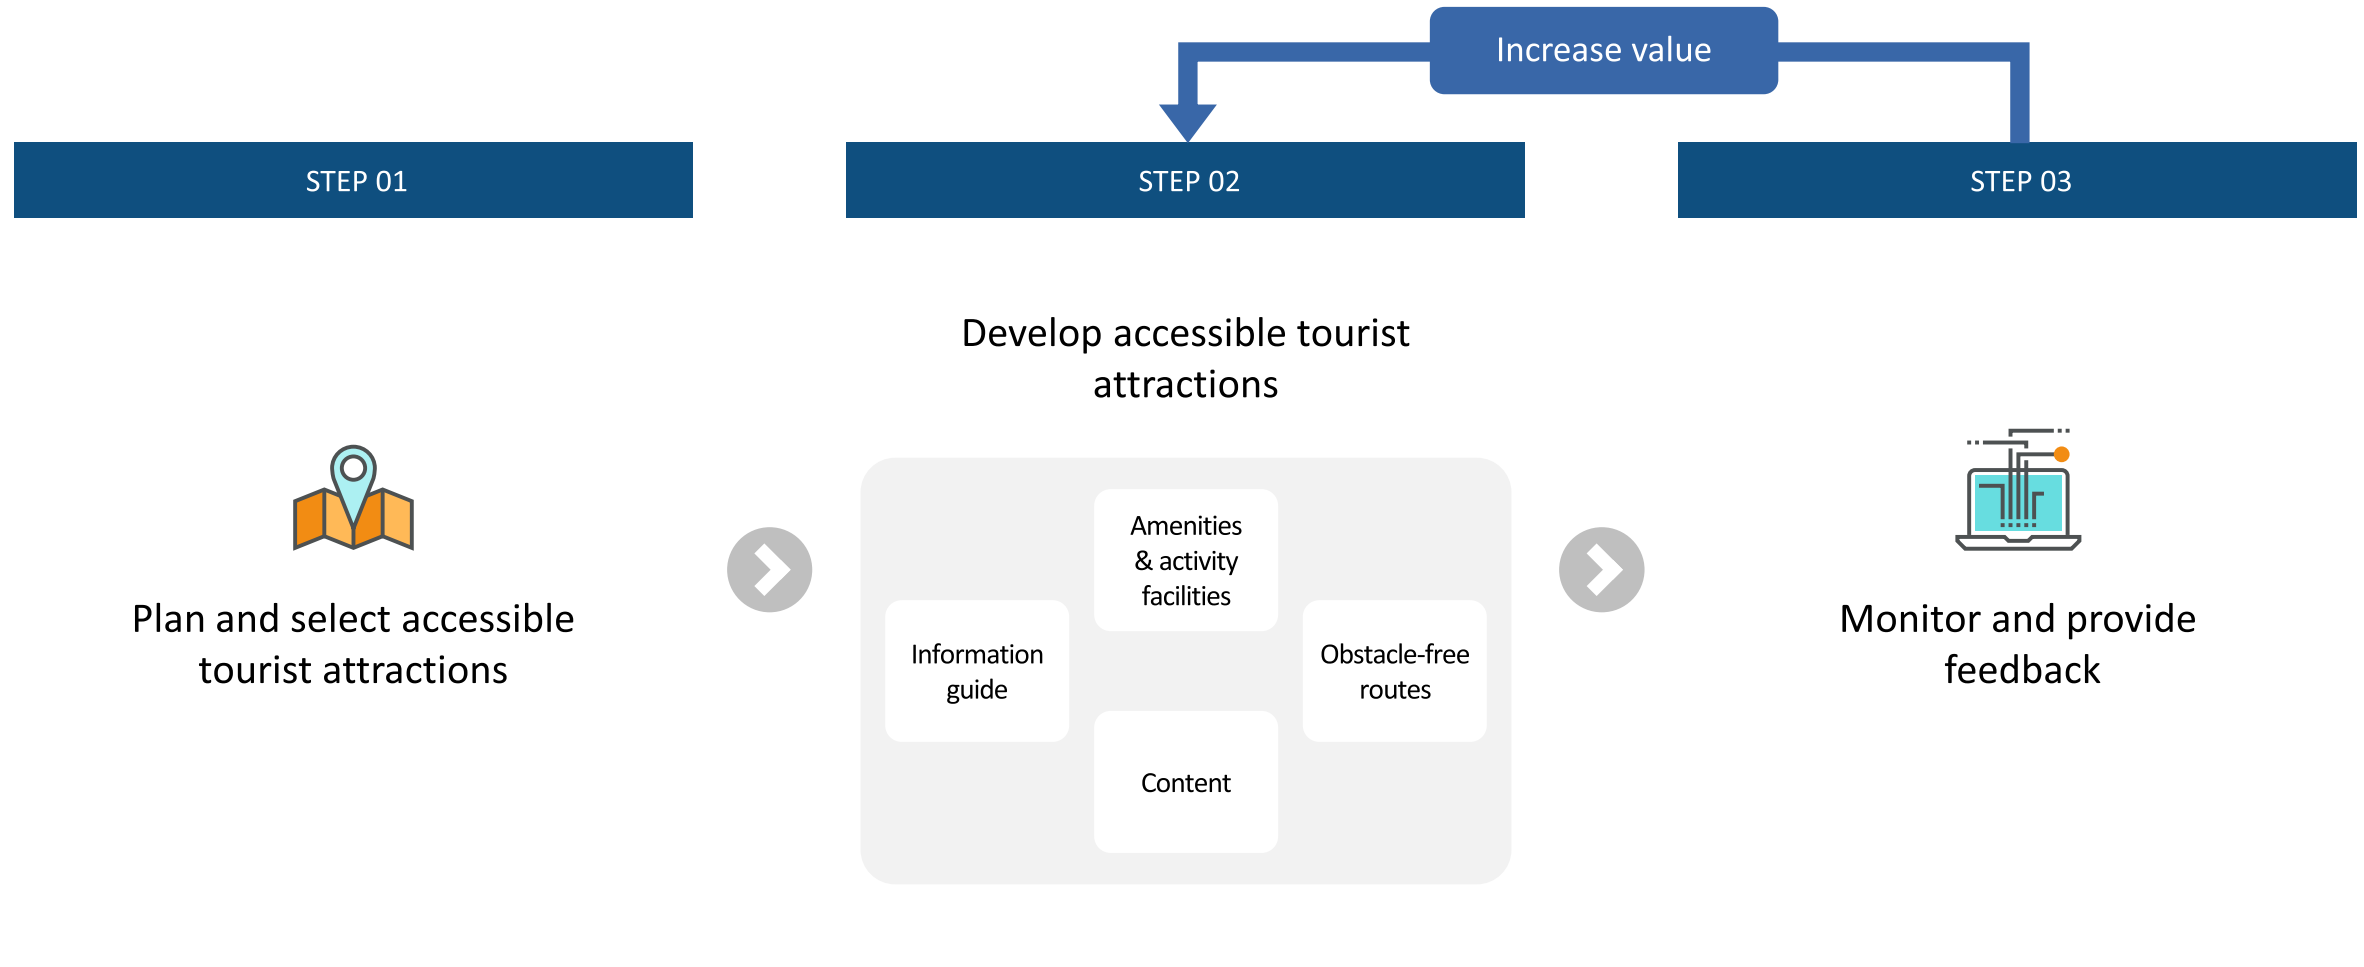 Increase value
STEP 01
STEP 02
STEP 03
Plan and select accessible
tourist attractions
Develop accessible tourist
attractions
Amenities
& activity
facilities
Information
guide
Obstacle-free
routes
Content
Monitor and provide
feedback